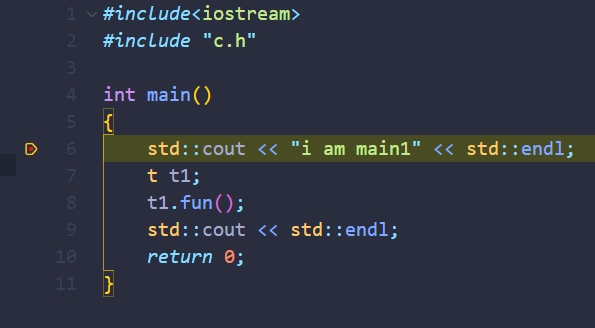 1 #include<iostream>
2 #include "c.h"
3
4 int main()
5 {
6 std::cout << "i am main1" << std::endl;
7 t t1;
8 t1.fun();
9 std::cout << std::endl;
10 return 0;
11 }